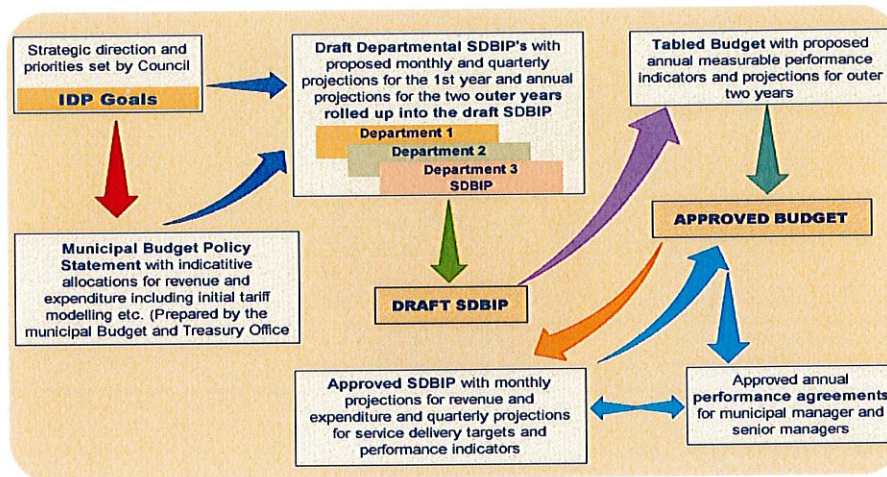 Strategic direction and
priorities set by Council
IDP Goals
Draft Departmental SDBIP's with
proposed monthly and quarterly
projections for the 1st year and annual
projections for the two outer years
rolled up into the draft SDBIP
Department 1
Department 2
Department 3
SDBIP
Tabled Budget with proposed
annual measurable performance
indicators and projections for outer
two years
Municipal Budget Policy
Statement with indicatitive
allocations for revenue and
expenditure including initial tariff
modelling etc. (Prepared by the
municipal Budget and Treasury Office
DRAFT SDBIP
APPROVED BUDGET
Approved SDBIP with monthly
projections for revenue and
expenditure and quarterly projections
for service delivery targets and
performance indicators
Approved annual
performance agreements
for municipal manager and
senior managers